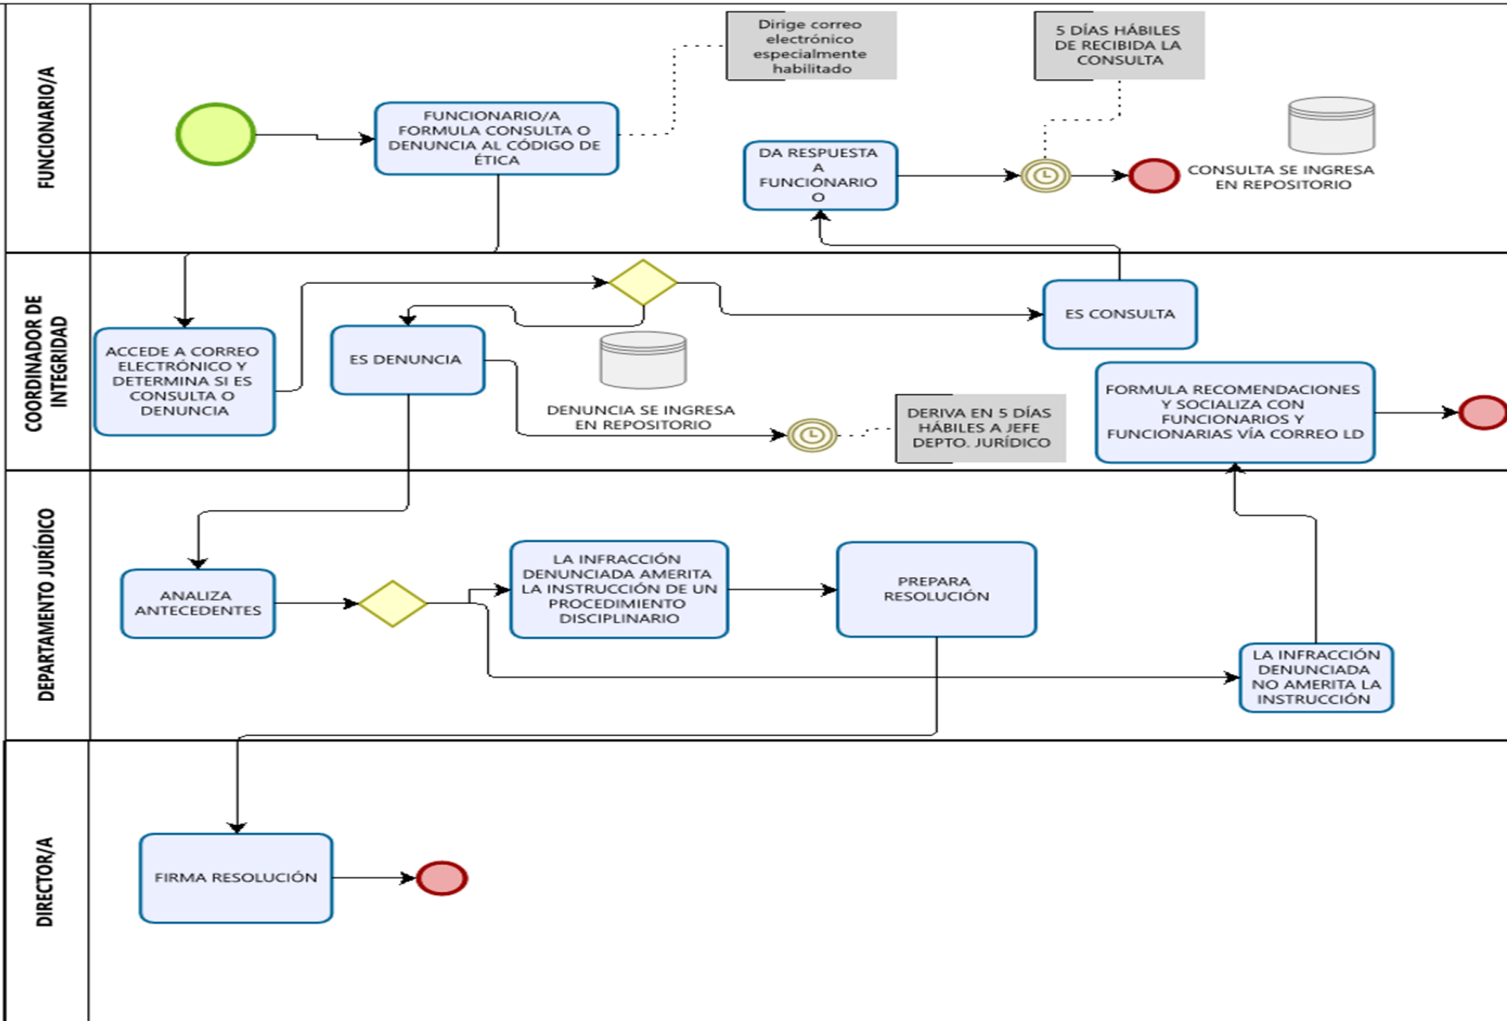 FUNCIONARIO/A
FUNCIONARIO/A
FORMULA CONSULTA O
DENUNCIA AL CÓDIGO DE
ÉTICA
Dirige correo
electrónico
especialmente
habilitado
DA RESPUESTA
A
FUNCIONARIO
O
5 DÍAS HÁBILES
DE RECIBIDA LA
CONSULTA
CONSULTA SE INGRESA
EN REPOSITORIO
COORDINADOR DE
INTEGRIDAD
ACCEDE A CORREO
ELECTRÓNICO Y
DETERMINA SI ES
CONSULTA O
DENUNCIA
ES DENUNCIA
DENUNCIA SE INGRESA
EN REPOSITORIO
DERIVA EN 5 DÍAS
HÁBILES A JEFE
DEPTO. JURÍDICO
ES CONSULTA
FORMULA RECOMENDACIONES
Y SOCIALIZA CON
FUNCIONARIOS Y
FUNCIONARIAS VÍA CORREO LD
DEPARTAMENTO JURÍDICO
ANALIZA
ANTECEDENTES
LA INFRACCIÓN
DENUNCIADA AMERITA
LA INSTRUCCIÓN DE UN
PROCEDIMIENTO
DISCIPLINARIO
PREPARA
RESOLUCIÓN
LA INFRACCIÓN
DENUNCIADA
NO AMERITA LA
INSTRUCCIÓN
DIRECTOR/A
FIRMA RESOLUCIÓN